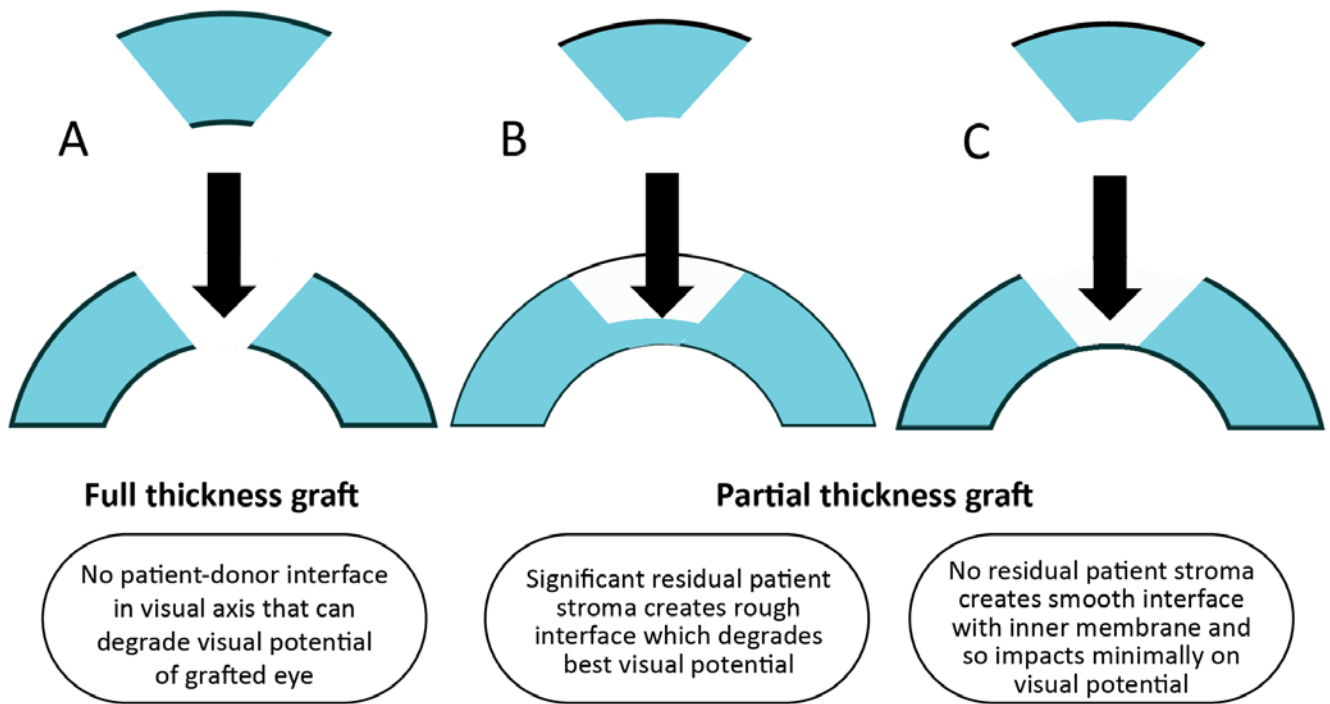 A
B
C
Full thickness graft
Partial thickness graft
No patient-donor interface
in visual axis that can
degrade visual potential
of grafted eye
Significant residual patient
stroma creates rough
interface which degrades
best visual potential
No residual patient stroma
creates smooth interface
with inner membrane and
so impacts minimally on
visual potential